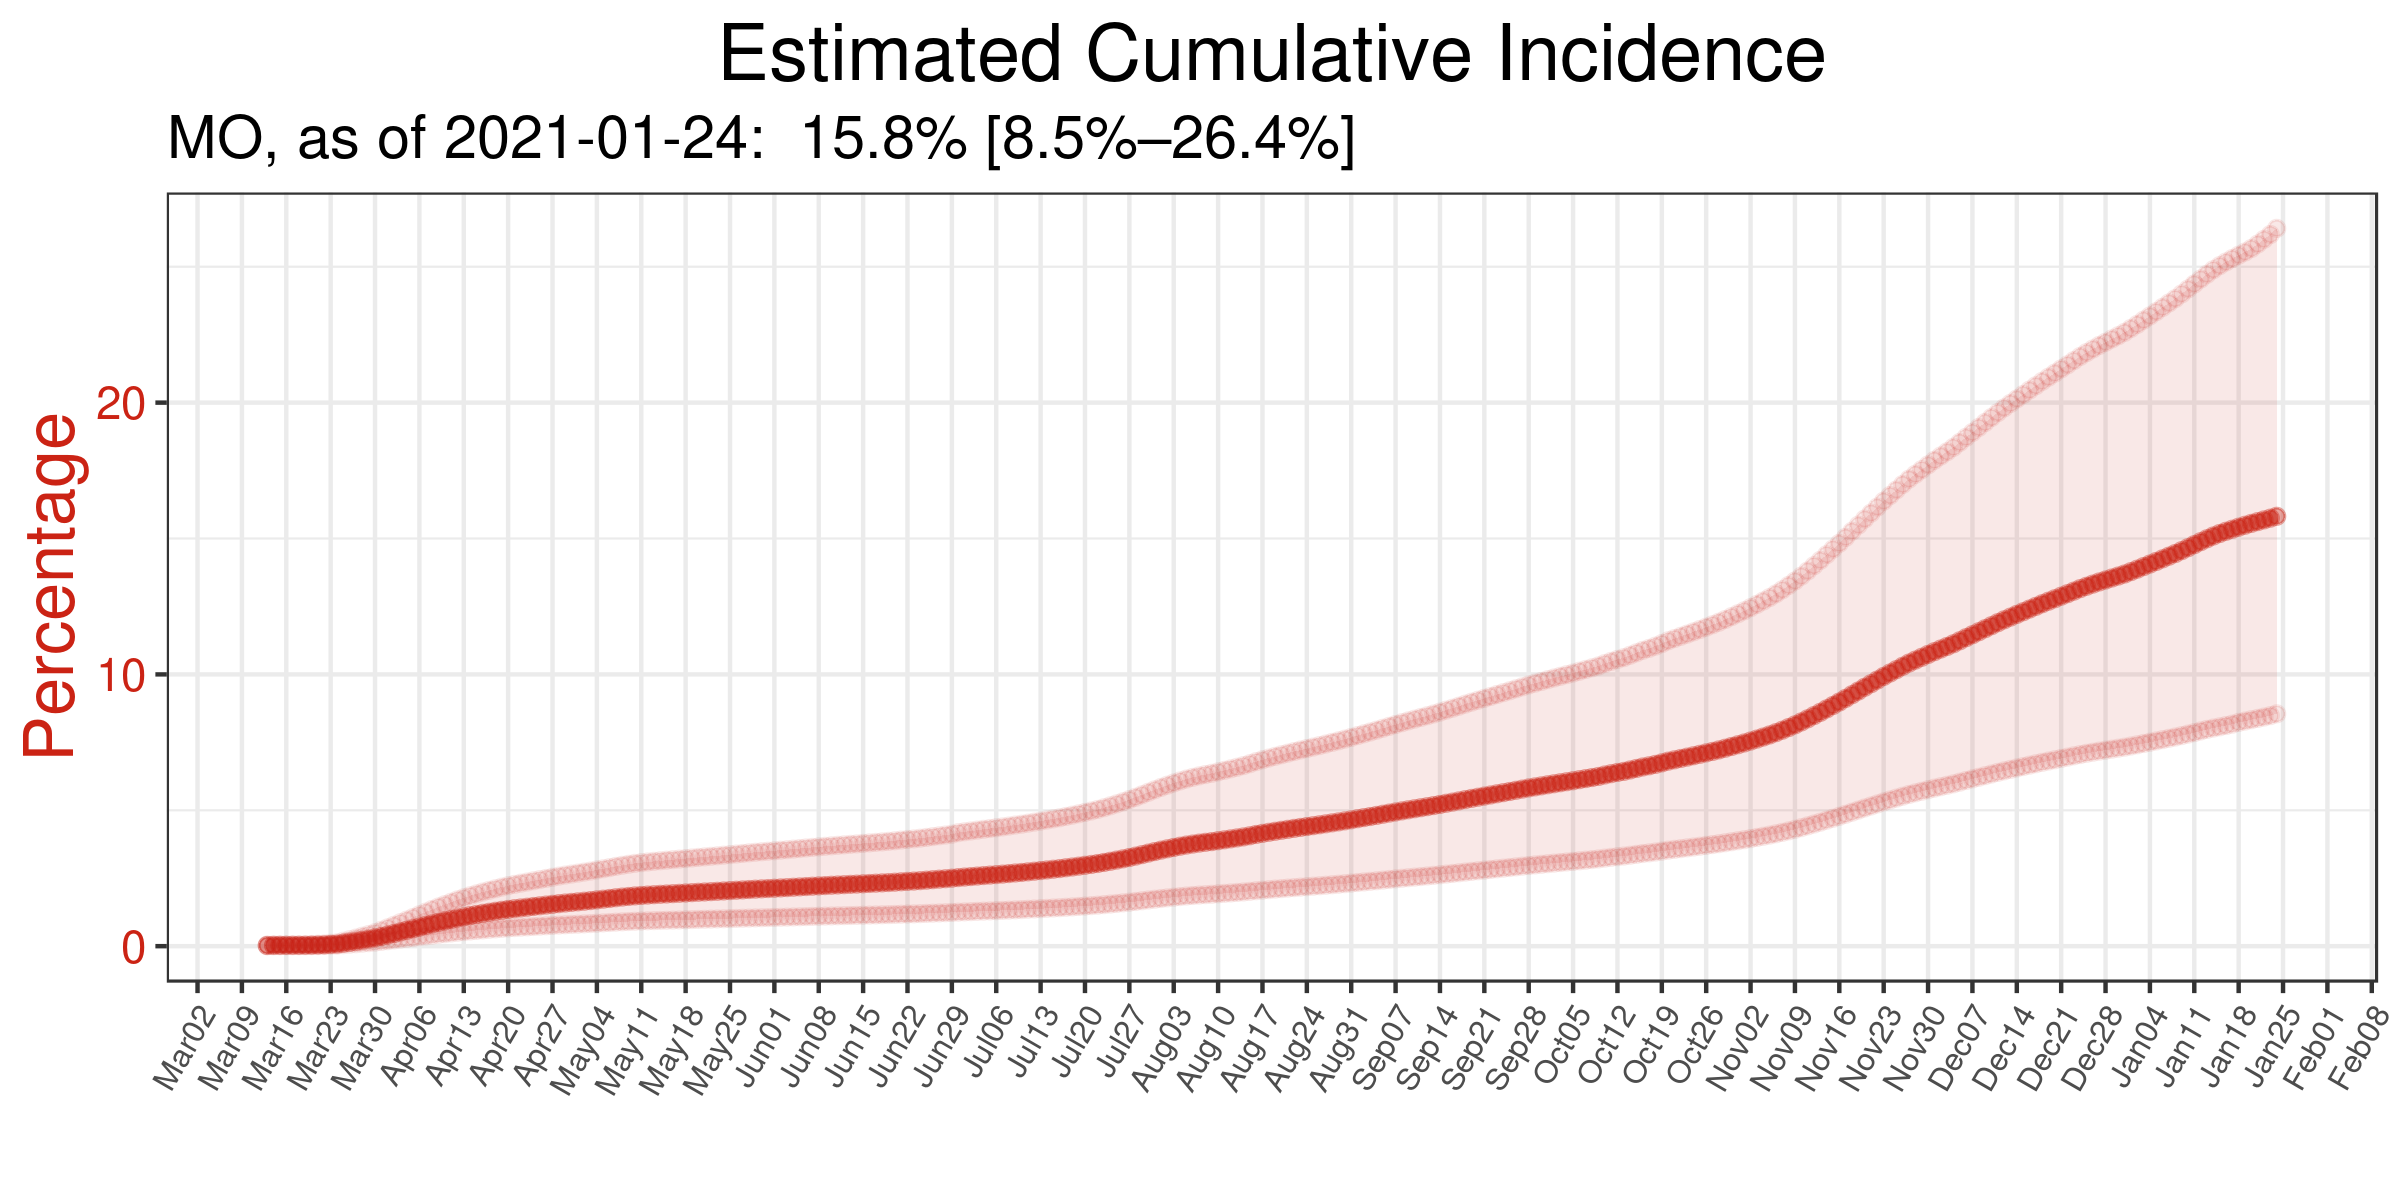 Estimated Cumulative Incidence
MO, as of 2021-01-24:  15.8% [8.5%–26.4%]
Percentage
20
10
0
Mar02 Mar09 Mar16 Mar23 Mar30 Apr06 Apr13 Apr20 Apr27 May04 May11 May18 May25 Jun01 Jun08 Jun15 Jun22 Jun29 Jul06 Jul13 Jul20 Jul27 Aug03 Aug10 Aug17 Aug24 Aug31 Sep07 Sep14 Sep21 Sep28 Oct05 Oct12 Oct19 Oct26 Nov02 Nov09 Nov16 Nov23 Nov30 Dec07 Dec14 Dec21 Dec28 Jan04 Jan11 Jan18 Jan25 Feb01 Feb08